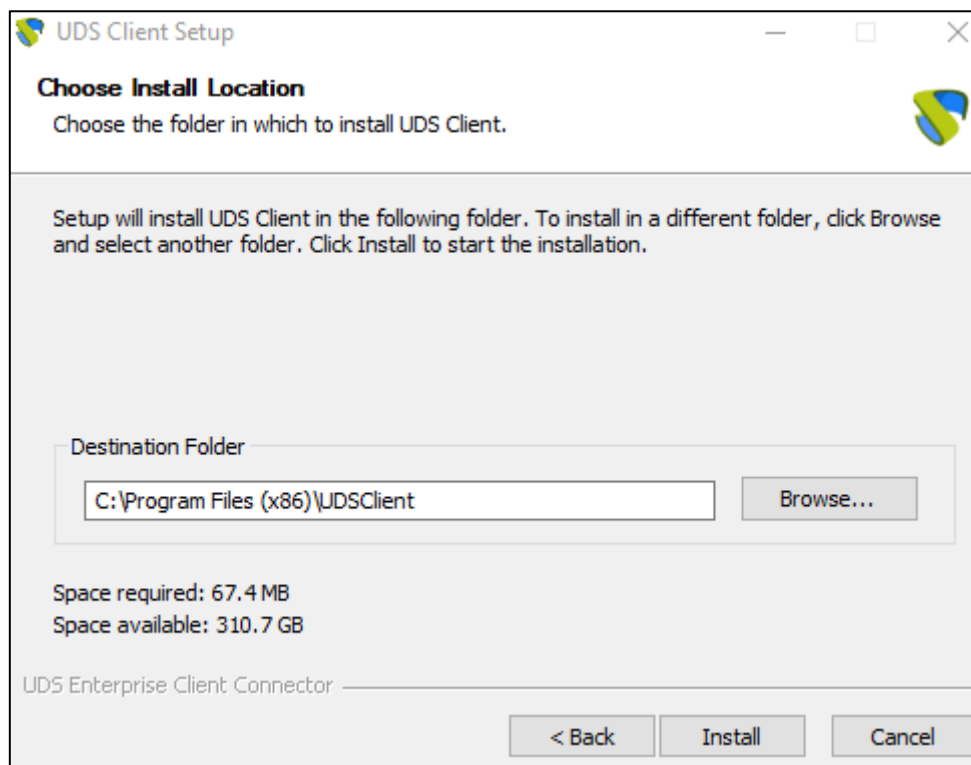 UDS Client Setup
Choose Install Location
Choose the folder in which to install UDS Client.
Setup will install UDS Client in the following folder. To install in a different folder, click Browse
and select another folder. Click Install to start the installation.
Destination Folder
C:\Program Files (x86)\UDSClient
Browse...
Space required: 67.4 MB
Space available: 310.7 GB
UDS Enterprise Client Connector
< Back
Install
Cancel